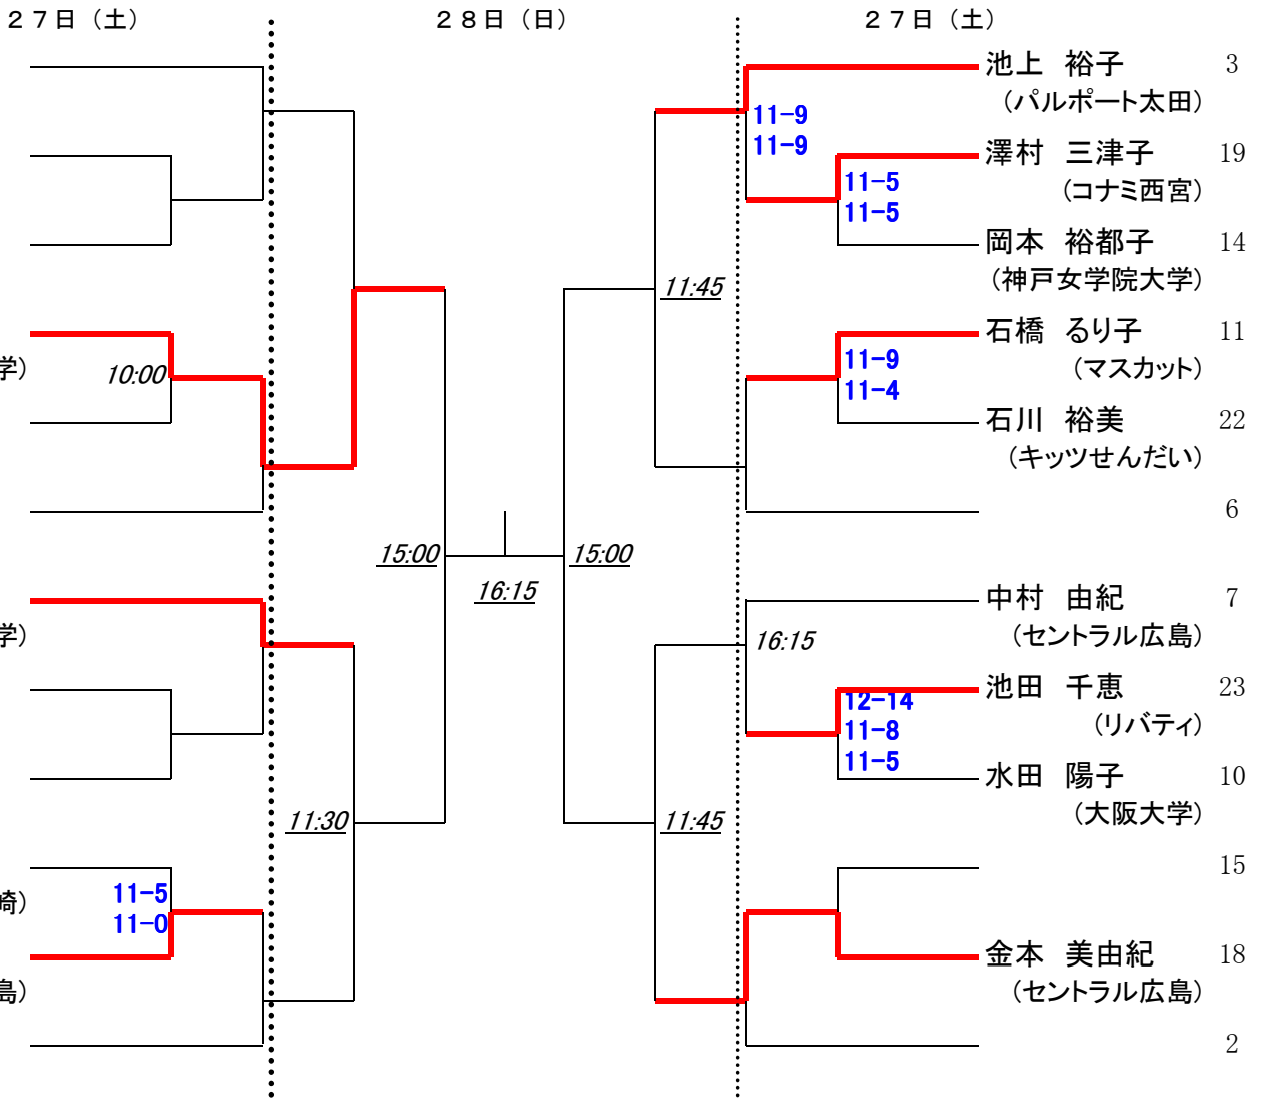 ２７日（土）
２８日（日）
２７日（土）
池上　裕子 3
（パルポート太田）
11-9
11-9
澤村　三津子 19
（コナミ西宮）
11-5
11-5
岡本　裕都子 14
（神戸女学院大学）
11:45
石橋　るり子 11
（マスカット）
11-9
11-4
学）
10:00
石川　裕美 22
（キッツせんだい）
6
15:00
15:00
16:15
中村　由紀 7
（セントラル広島）
学）
16:15
池田　千恵 23
（リバティ）
12-14
11-8
11-5
水田　陽子 10
（大阪大学）
11:30
11:45
15
崎）
11-5
11-0
金本　美由紀 18
（セントラル広島）
島）
2